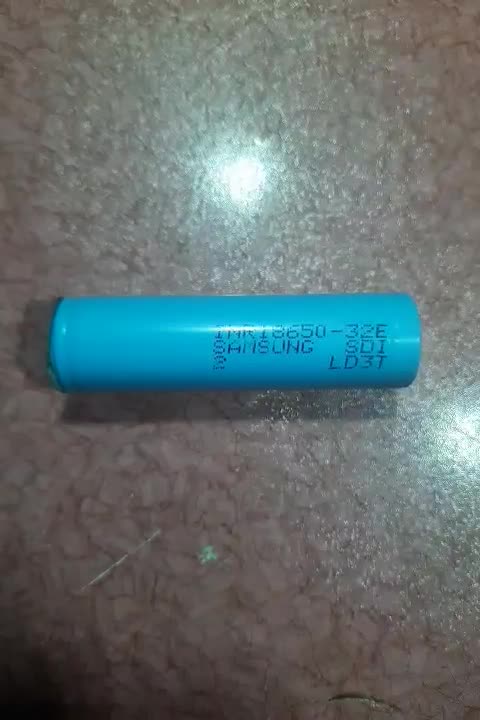 INR18650-32E
SAMSUNG SDI
LD3T